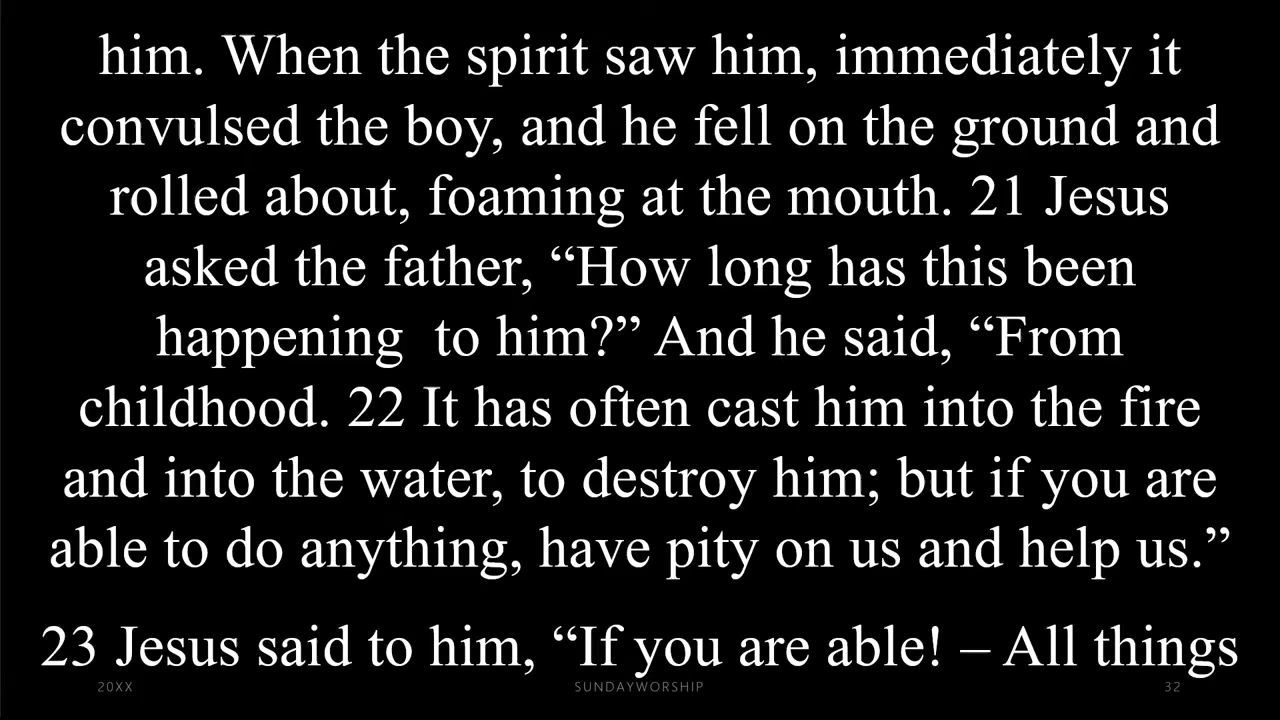 him. When the spirit saw him, immediately it
convulsed the boy, and he fell on the ground and
rolled about, foaming at the mouth. 21 Jesus
asked the father, “How long has this been
happening  to him?” And he said, “From
childhood. 22 It has often cast him into the fire
and into the water, to destroy him; but if you are
able to do anything, have pity on us and help us.”
23 Jesus said to him, “If you are able! – All things
20XX SUNDAYWORSHIP 32